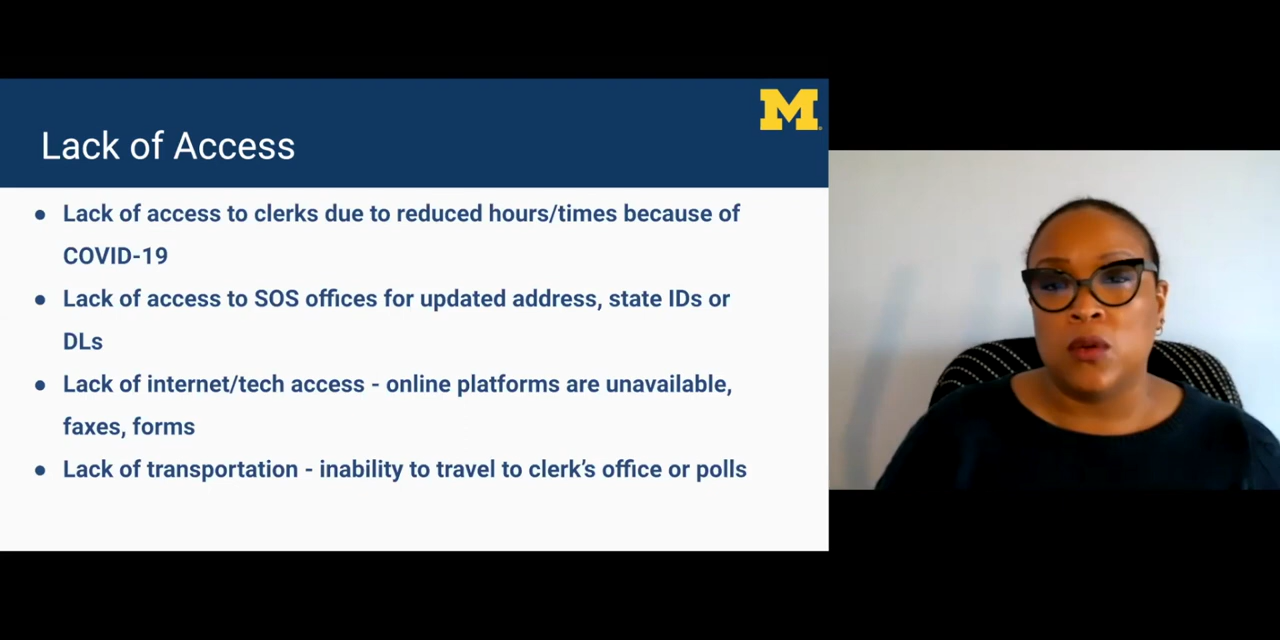 M
Lack of Access
● Lack of access to clerks due to reduced hours/times because of
COVID-19
● Lack of access to SOS offices for updated address, state IDs or
DLs
● Lack of internet/tech access - online platforms are unavailable,
faxes, forms
● Lack of transportation - inability to travel to clerk’s office or polls